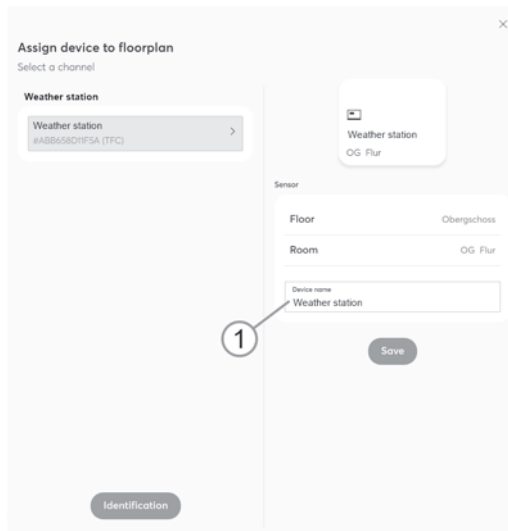 Assign device to floorplan
Select a channel
Weather station
Weather station
#ABB658D11F5A (TFC)
Identification
Weather station
OG Flur
Sensor
Floor Obergschoss
Room OG Flur
Device name
Weather station
1
Save